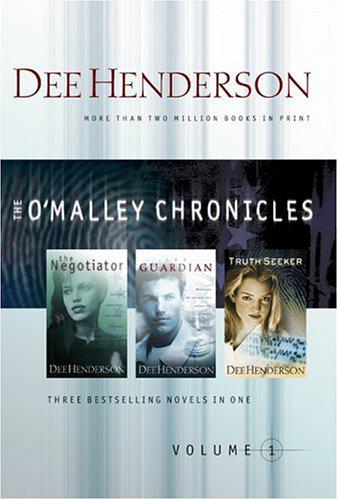 DEE HENDERSON
MORE THAN TWO MILLION BOOKS IN PRINT
THE O'MALLEY CHRONICLES
the Negotiator
DEE HENDERSON
THE GUARDIAN
DEE HENDERSON
TRUTH SEEKER
DEE HENDERSON
THREE BESTSELLING NOVELS IN ONE
VOLUME 1